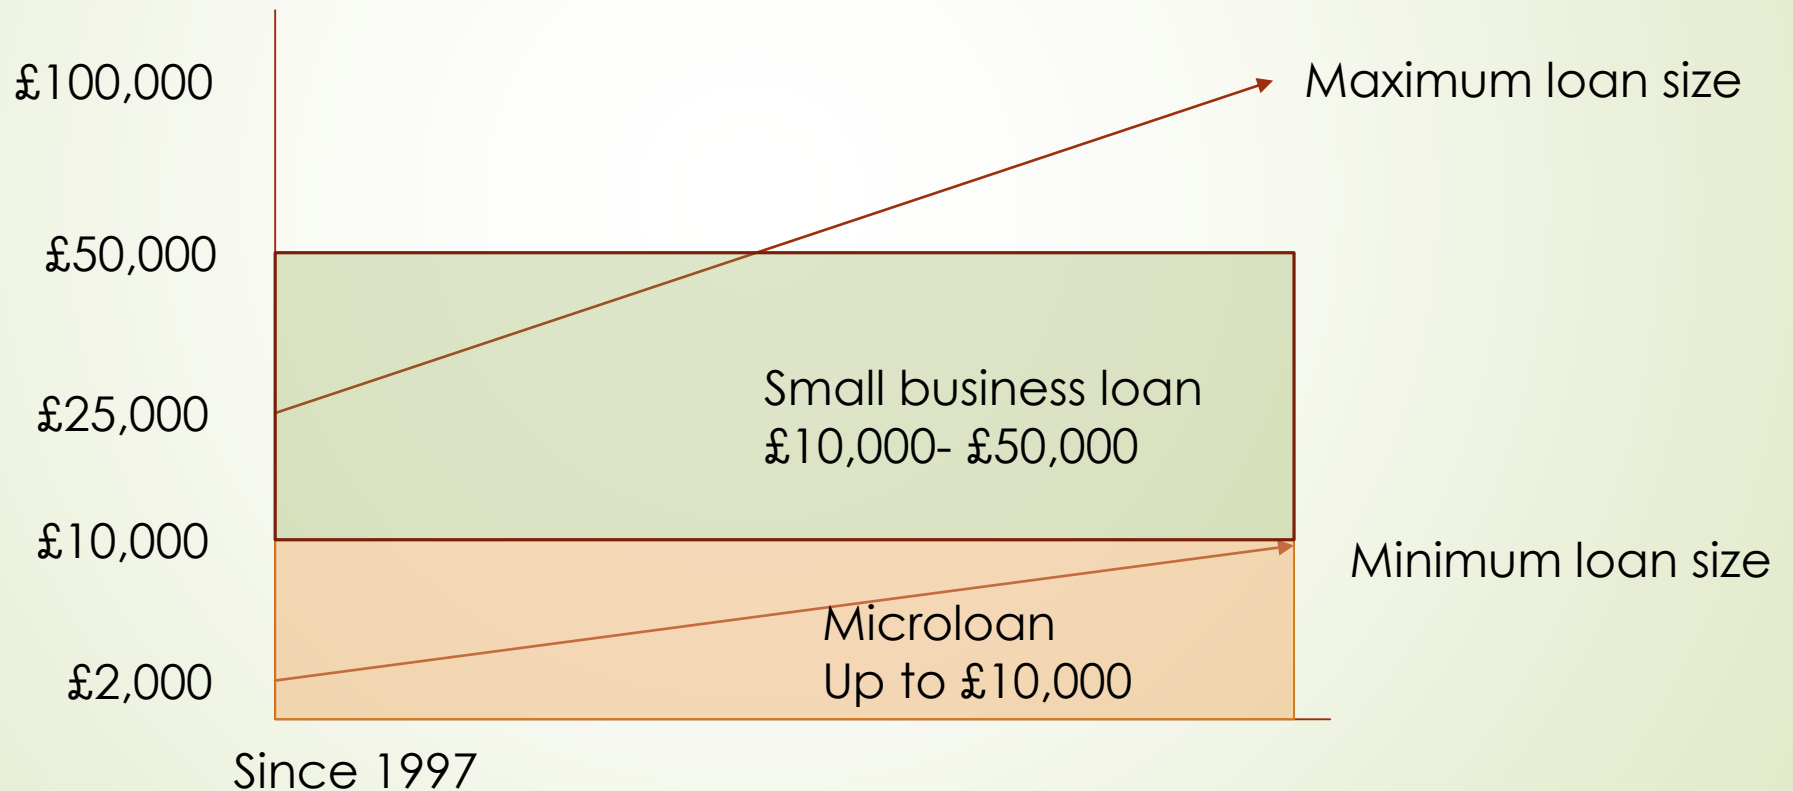 £100,000
Maximum loan size
£50,000
Small business loan
£10,000- £50,000
£25,000
£10,000
Minimum loan size
Microloan
Up to £10,000
£2,000
Since 1997